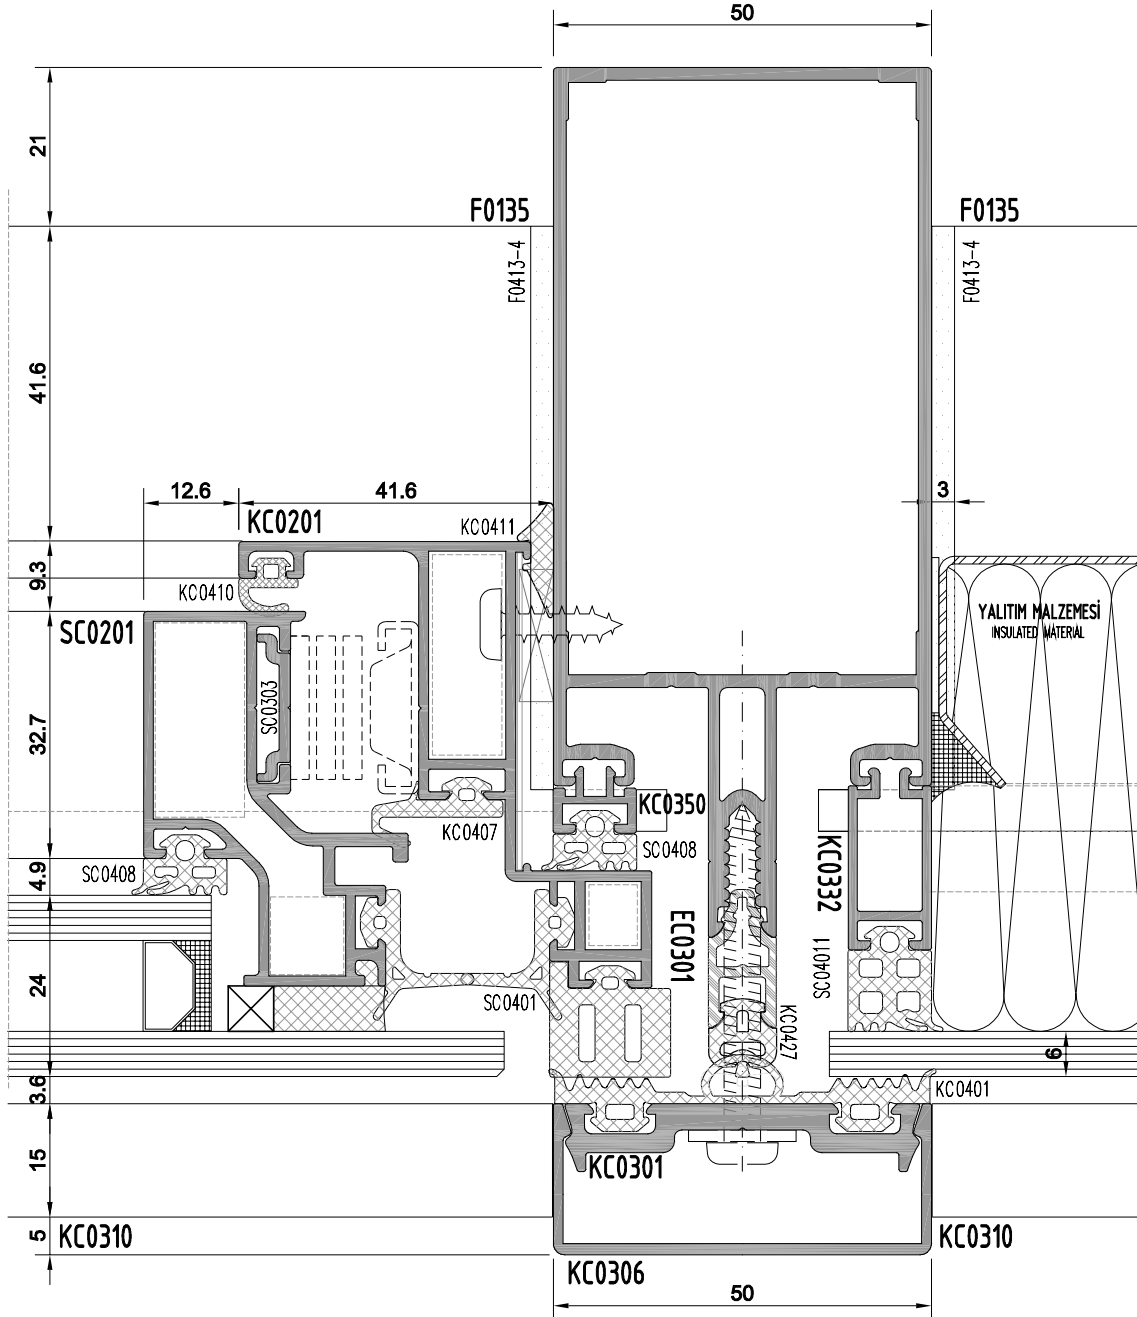 50
21
F0135
F0135
F0413-4
F0413-4
41.6
12.6
41.6
3
KC0201
KC0411
9.3
KC0410
SC0201
YALITIM MALZEMESİ
INSULATED MATERIAL
SC0303
32.7
KC0350
KC0407
SC0408
KC0332
4.9
SC0408
EC0301
SC04011
24
SC0401
KC0427
6
3.6
KC0401
15
KC0301
5
KC0310
KC0310
KC0306
50